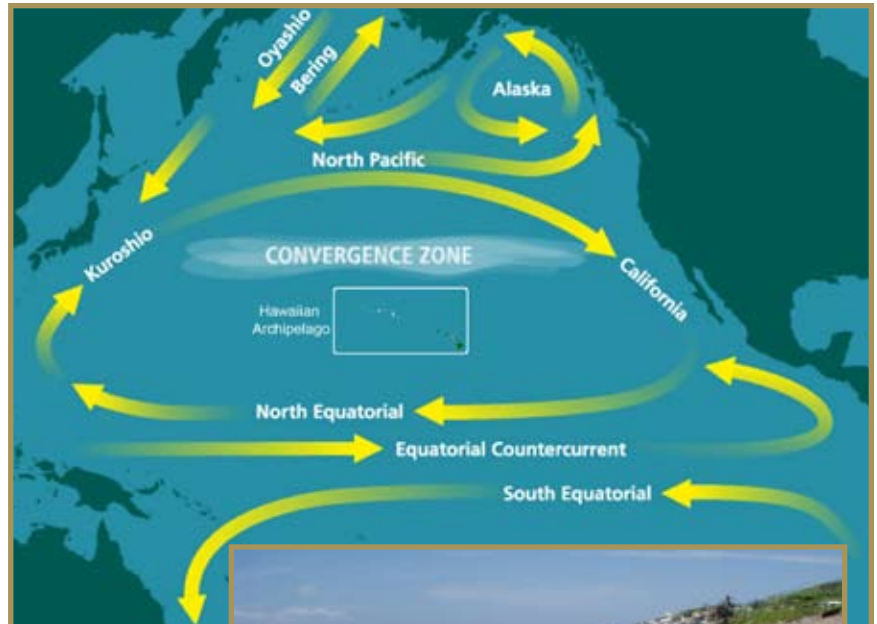 Oyashio
Bering
Alaska
North Pacific
Kuroshio
CONVERGENCE ZONE
California
Hawaiian
Archipelago
North Equatorial
Equatorial Countercurrent
South Equatorial